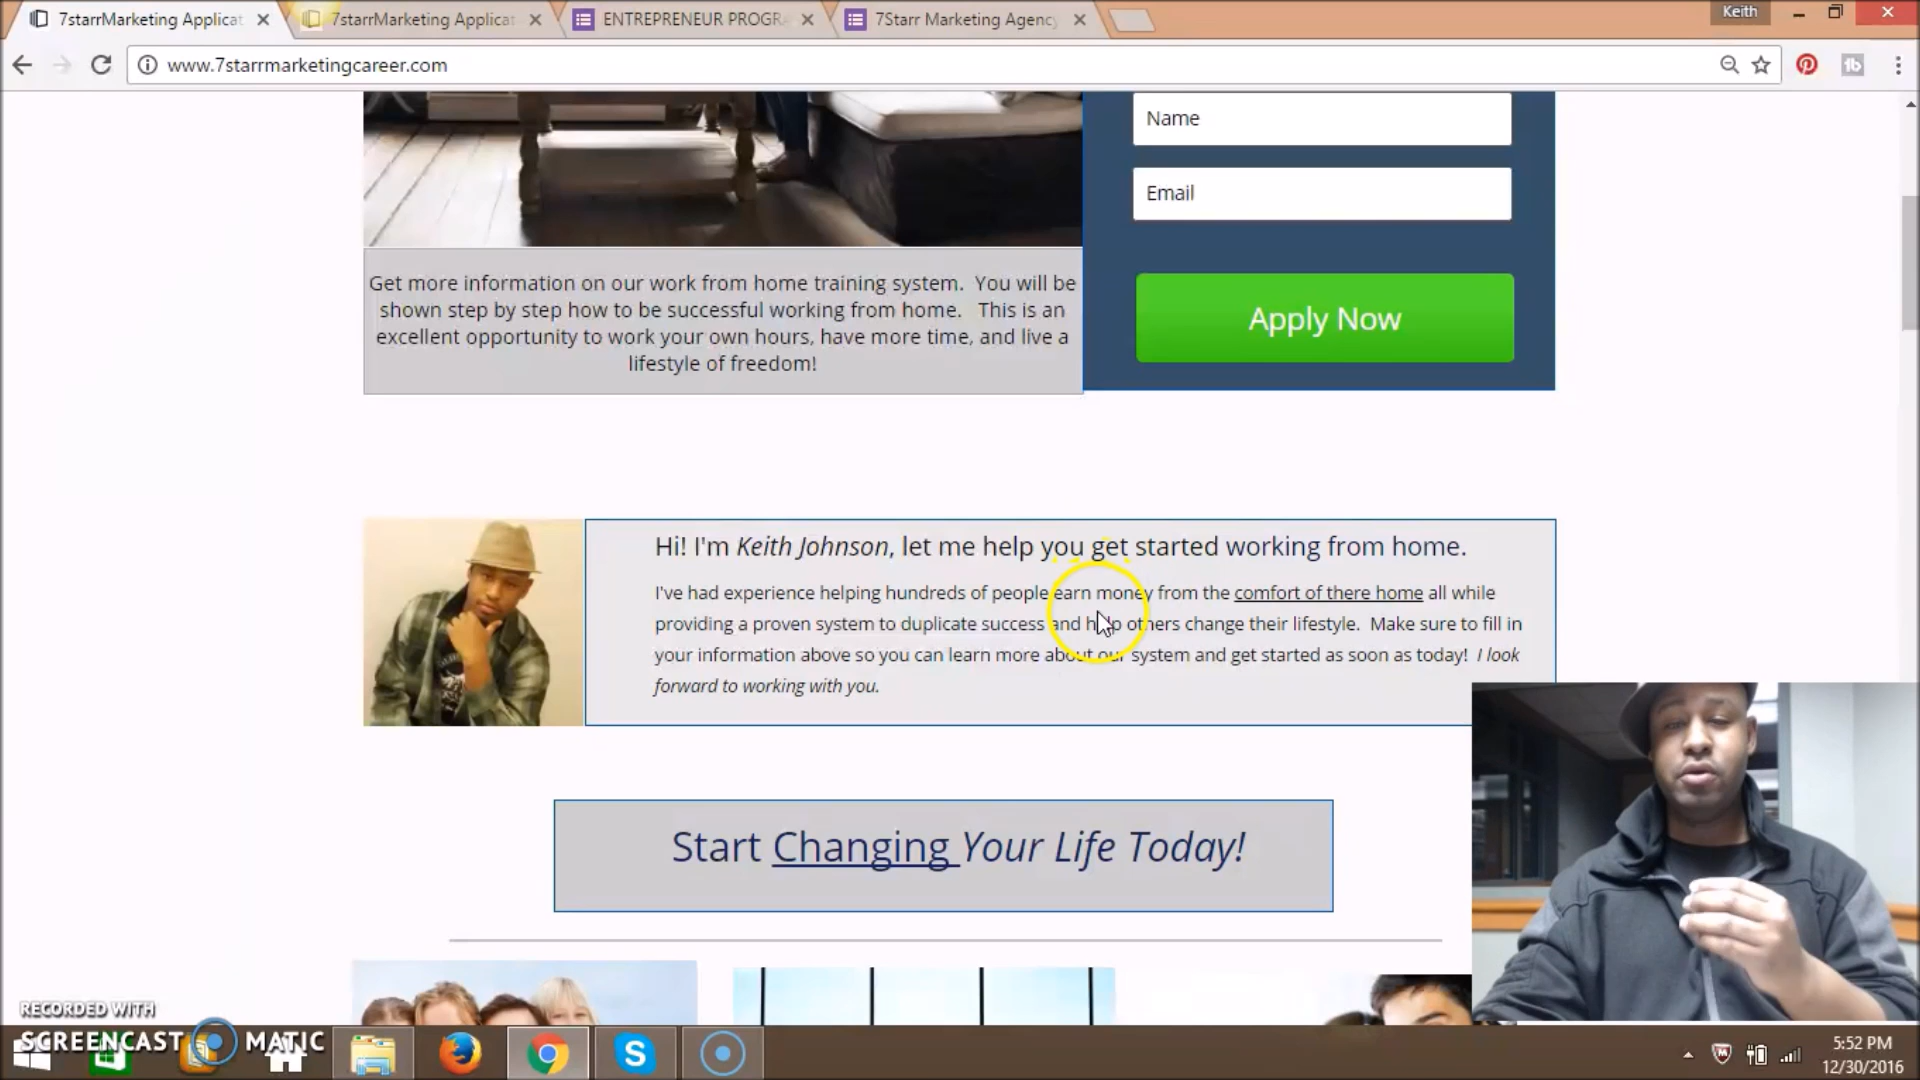 7starrMarketing Applicat
7starrMarketing Applicat
ENTREPRENEUR PROGRA
7Starr Marketing Agency
Keith
www.7starrmarketingcareer.com
Name
Email
Apply Now
Get more information on our work from home training system. You will be
shown step by step how to be successful working from home. This is an
excellent opportunity to work your own hours, have more time, and live a
lifestyle of freedom!
Hi! I'm Keith Johnson, let me help you get started working from home.
I've had experience helping hundreds of people earn money from the comfort of there home all while
providing a proven system to duplicate success and help others change their lifestyle. Make sure to fill in
your information above so you can learn more about our system and get started as soon as today! I look
forward to working with you.
Start Changing Your Life Today!
RECORDED WITH
SCREENCAST MATIC
5:52 PM
12/30/2016